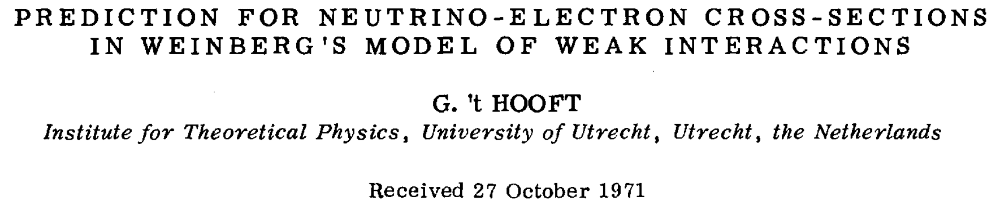 PREDICTION FOR NEUTRINO-ELECTRON CROSS-SECTIONS
IN WEINBERG'S MODEL OF WEAK INTERACTIONS
G. 't HOOFT
Institute for Theoretical Physics, University of Utrecht, Utrecht, the Netherlands
Received 27 October 1971